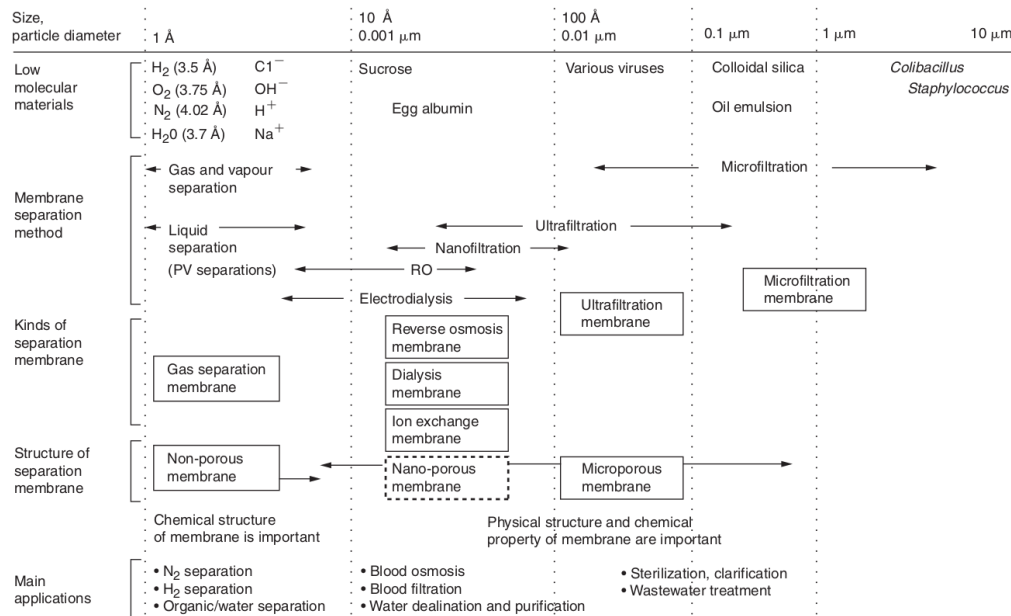 Size,
particle diameter
1 Å
10 Å
0.001 μm
100 Å
0.01 μm
0.1 μm
1 μm
10 μm
Low
molecular
materials
H₂ (3.5 Å) C1⁻
O₂ (3.75 Å) OH⁻
N₂ (4.02 Å) H⁺
H₂0 (3.7 Å) Na⁺
Sucrose
Egg albumin
Various viruses
Colloidal silica
Oil emulsion
Colibacillus
Staphylococcus
Membrane
separation
method
Gas and vapour
separation
Microfiltration
Liquid
separation
(PV separations)
Ultrafiltration
Nanofiltration
RO
Electrodialysis
Kinds of
separation
membrane
Gas separation
membrane
Reverse osmosis
membrane
Dialysis
membrane
Ion exchange
membrane
Ultrafiltration
membrane
Microfiltration
membrane
Structure of
separation
membrane
Non-porous
membrane
Nano-porous
membrane
Microporous
membrane
Chemical structure
of membrane is important
Physical structure and chemical
property of membrane are important
Main
applications
• N₂ separation
• H₂ separation
• Organic/water separation
• Blood osmosis
• Blood filtration
• Water dealination and purification
• Sterilization, clarification
• Wastewater treatment